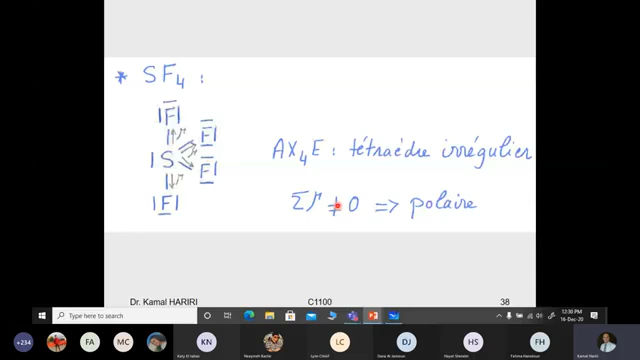 * SF4 :
|F|
|S F|
F|
|F|
AX4E : tétraèdre irrégulier
Σμ ≠ 0 => polaire
Dr. Kamal HARIRI C1100 38
Type here to search
12:30 PM
16-Dec-20
+234 FA MC KN LC DJ HS FH